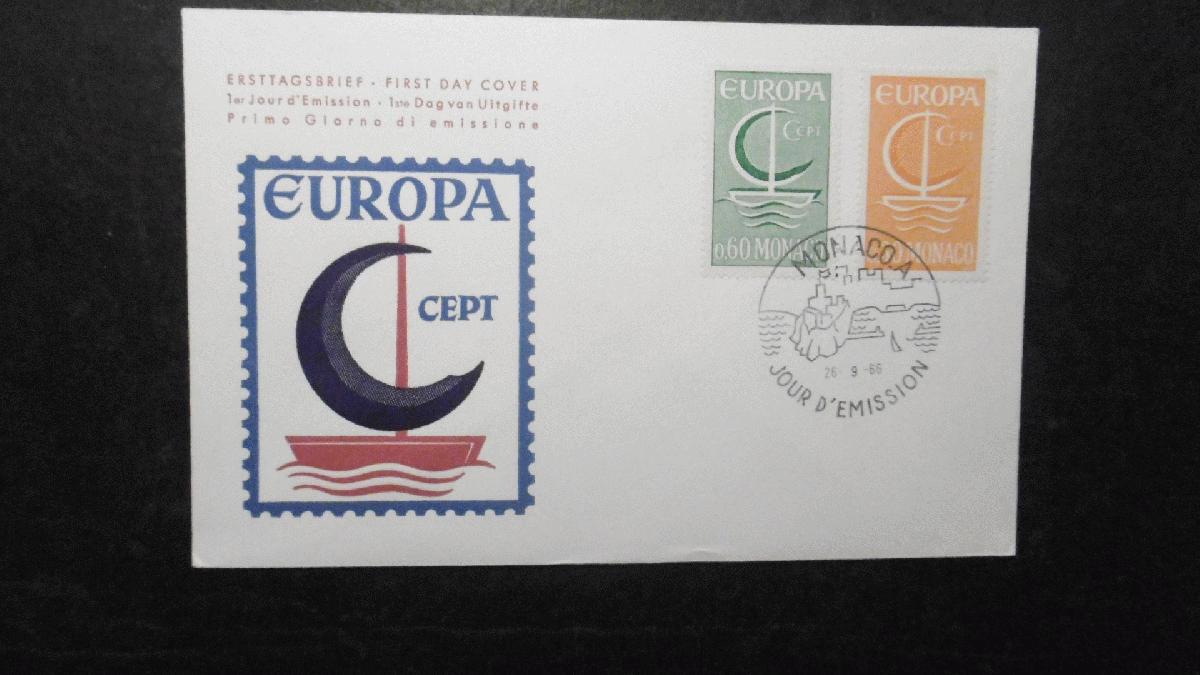 ERSTTAGSBRIEF · FIRST DAY COVER
1er Jour d'Emission · 1ste Dag van Uitgifte
Primo Giorno di emissione
EUROPA
CEPT
EUROPA
CEPT
0,60 MONACO
EUROPA
CEPT
MONACO
MONACO.A.
26 9 -66
JOUR D'EMISSION